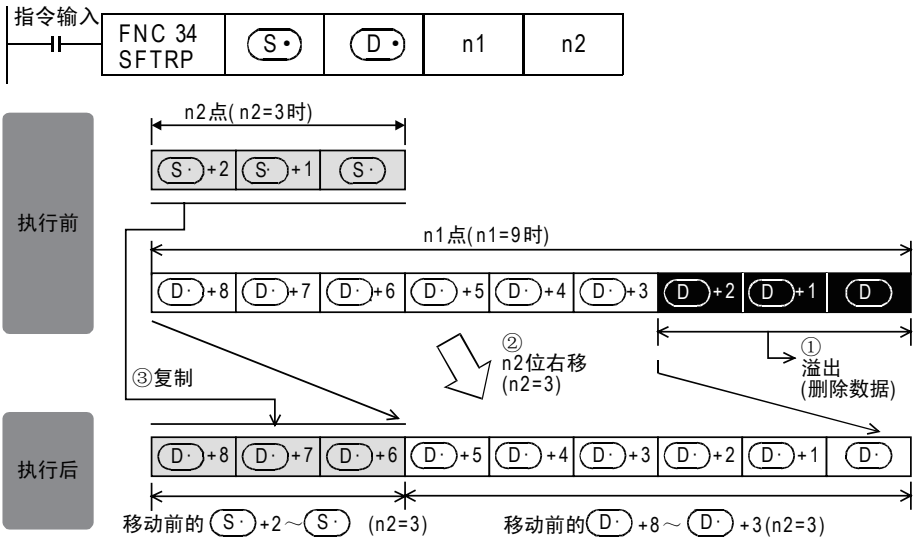 指令输入
FNC 34
SFTRP
S·
D·
n1
n2
n2点(n2=3时)
S·+2 S·+1 S·
执行前
n1点(n1=9时)
D·+8 D·+7 D·+6 D·+5 D·+4 D·+3 D+2 D+1 D
②
n2位右移
(n2=3)
①
溢出
(删除数据)
③复制
执行后
D·+8 D·+7 D·+6 D·+5 D·+4 D·+3 D·+2 D·+1 D·
移动前的 S·+2～S· (n2=3)
移动前的 D·+8～D·+3(n2=3)